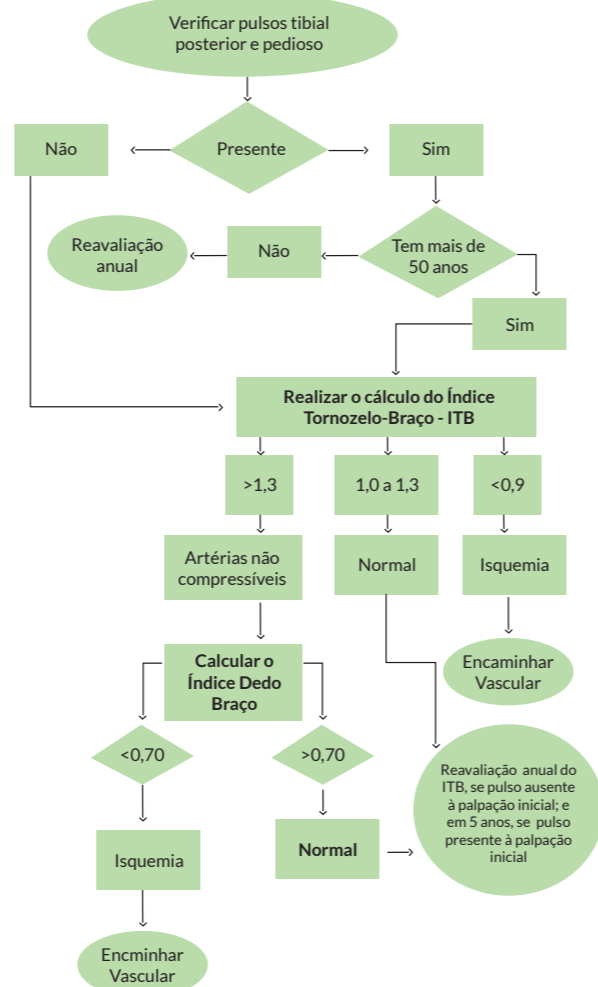 Verificar pulsos tibial
posterior e pedioso
Não
Presente
Sim
Reavaliação
anual
Não
Tem mais de
50 anos
Sim
Realizar o cálculo do Índice
Tornozelo-Braço - ITB
>1,3
1,0 a 1,3
<0,9
Artérias não
compressíveis
Normal
Isquemia
Calcular o
Índice Dedo
Braço
Encaminhar
Vascular
<0,70
>0,70
Reavaliação anual do
ITB, se pulso ausente
à palpação inicial; e
em 5 anos, se pulso
presente à palpação
inicial
Isquemia
Normal
Encminhar
Vascular